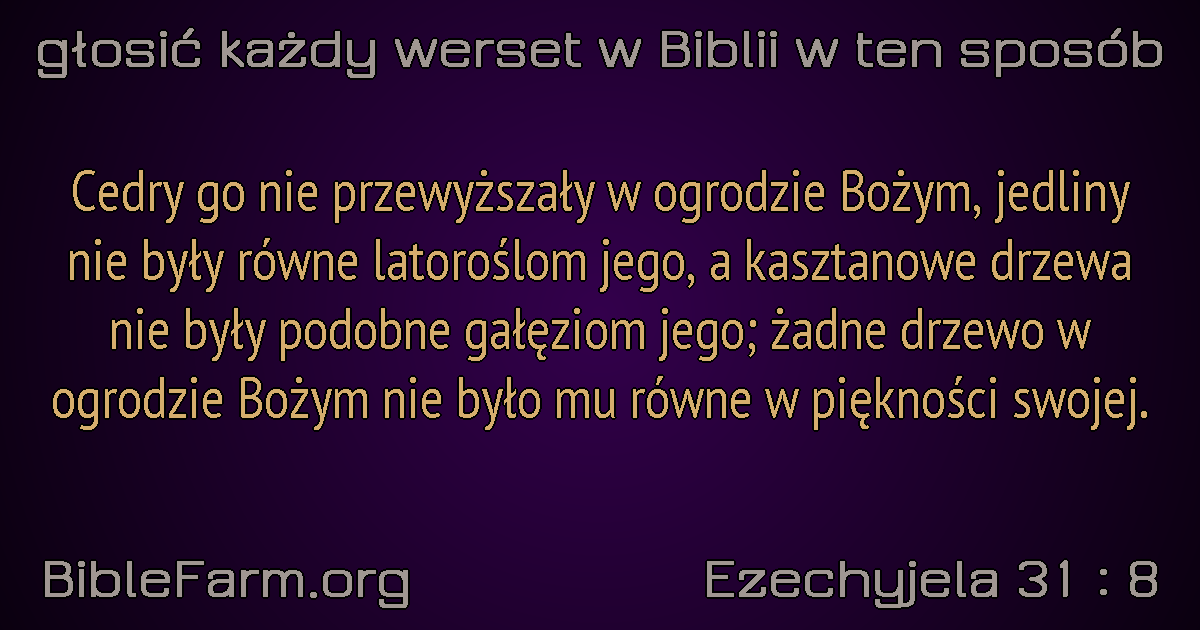 głosić każdy werset w Biblii w ten sposób
Cedry go nie przewyższały w ogrodzie Bożym, jedliny
nie były równe latoroślom jego, a kasztanowe drzewa
nie były podobne gałęziom jego; żadne drzewo w
ogrodzie Bożym nie było mu równe w piękności swojej.
BibleFarm.org
Ezechyjela 31 : 8